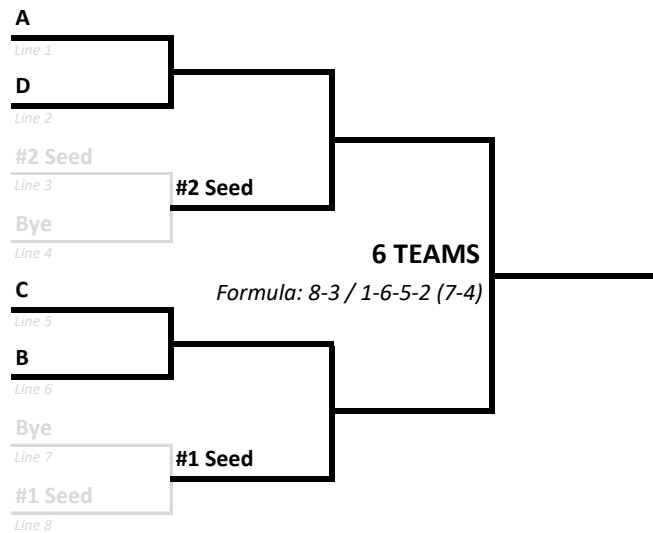 A
Line 1
D
Line 2
#2 Seed
Line 3
#2 Seed
Bye
Line 4
6 TEAMS
C
Formula: 8-3 / 1-6-5-2 (7-4)
Line 5
B
Line 6
Bye
Line 7
#1 Seed
#1 Seed
Line 8